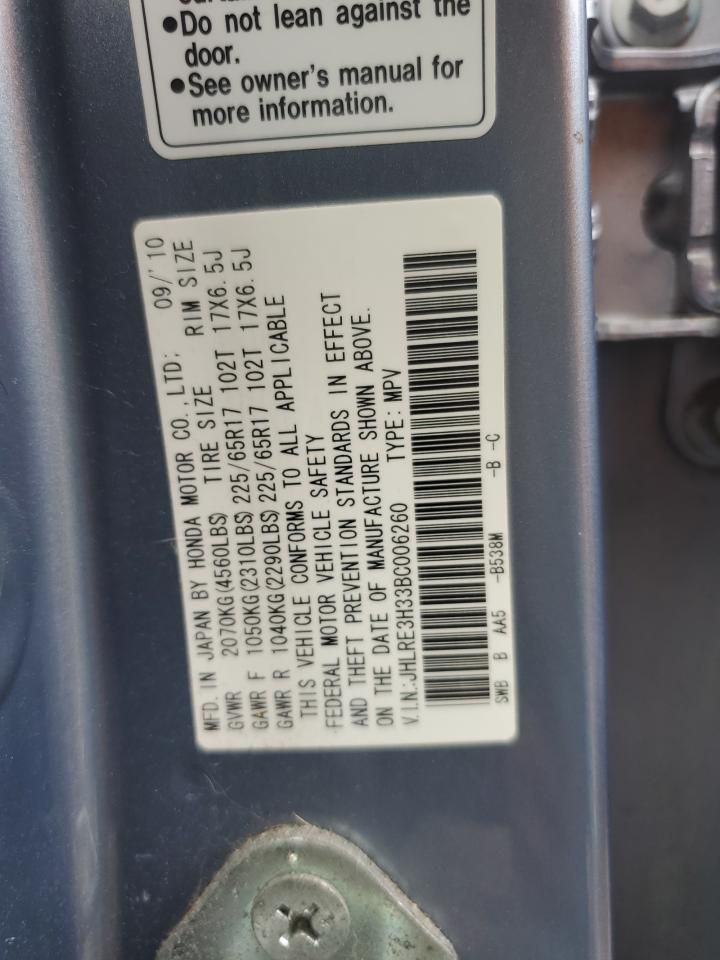 ●Do not lean against the
door.
●See owner's manual for
more information.
MFD. IN JAPAN BY HONDA MOTOR CO.,LTD; 09/'10
GVWR 2070KG(4560LBS) TIRE SIZE RIM SIZE
GAWR F 1050KG(2310LBS)225/65R17 102T 17X6.5J
GAWR R 1040KG(2290LBS)225/65R17 102T 17X6.5J
THIS VEHICLE CONFORMS TO ALL APPLICABLE
FEDERAL MOTOR VEHICLE SAFETY
AND THEFT PREVENTION STANDARDS IN EFFECT
ON THE DATE OF MANUFACTURE SHOWN ABOVE.
V.I.N.:JHLRE3H33BC006260 TYPE: MPV
SWB B AA5 -B538M -B -C